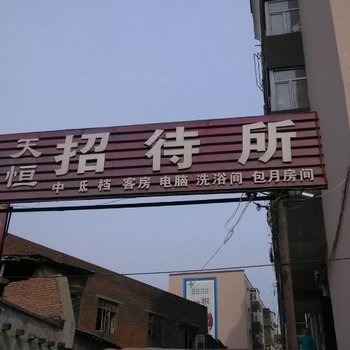 天恒 招待所
中 低 档 客房 电脑 洗浴间 包月房间